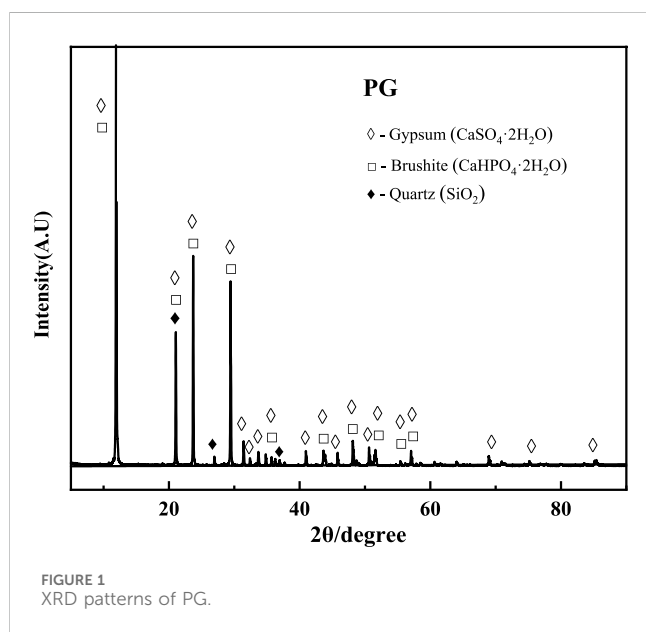 PG
◇ - Gypsum (CaSO₄·2H₂O)
□ - Brushite (CaHPO₄·2H₂O)
◆ - Quartz (SiO₂)
Intensity(A.U)
20
40
60
80
2θ/degree
FIGURE 1
XRD patterns of PG.